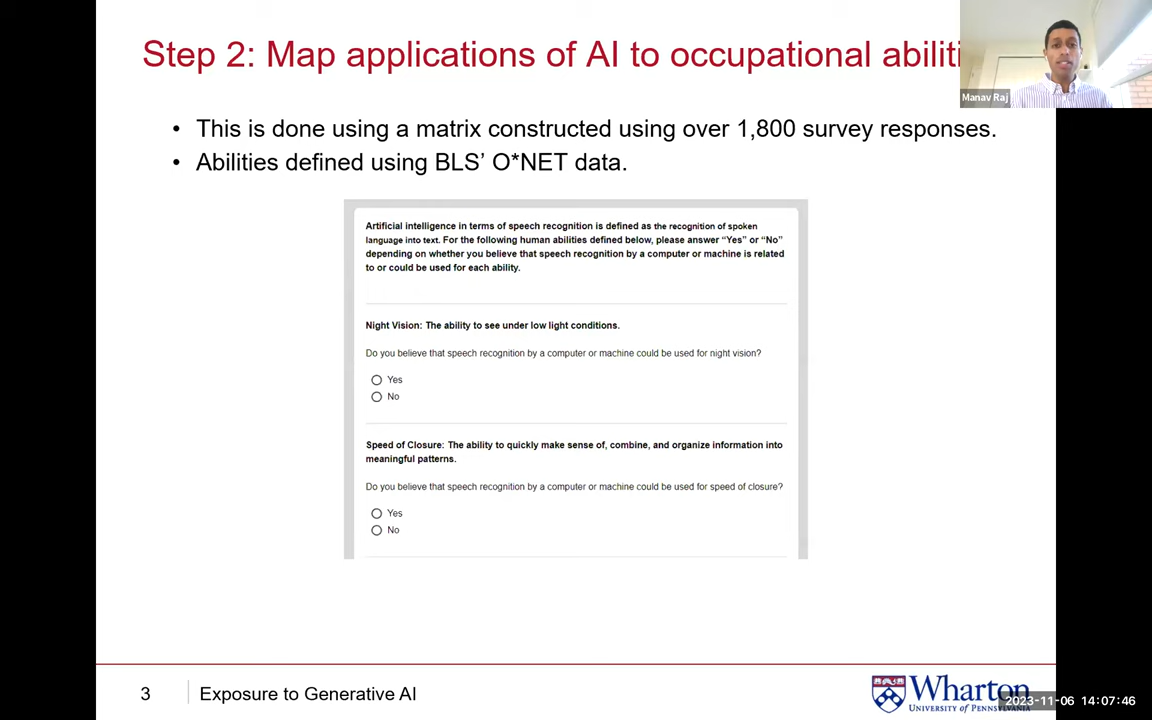 Step 2: Map applications of AI to occupational abiliti
Manav Raj
• This is done using a matrix constructed using over 1,800 survey responses.
• Abilities defined using BLS’ O*NET data.
Artificial intelligence in terms of speech recognition is defined as the recognition of spoken
language into text. For the following human abilities defined below, please answer “Yes” or “No”
depending on whether you believe that speech recognition by a computer or machine is related
to or could be used for each ability.
Night Vision: The ability to see under low light conditions.
Do you believe that speech recognition by a computer or machine could be used for night vision?
Yes
No
Speed of Closure: The ability to quickly make sense of, combine, and organize information into
meaningful patterns.
Do you believe that speech recognition by a computer or machine could be used for speed of closure?
Yes
No
3
Exposure to Generative AI
Wharton
UNIVERSITY of PENNSYLVANIA
2023-11-06 14:07:46